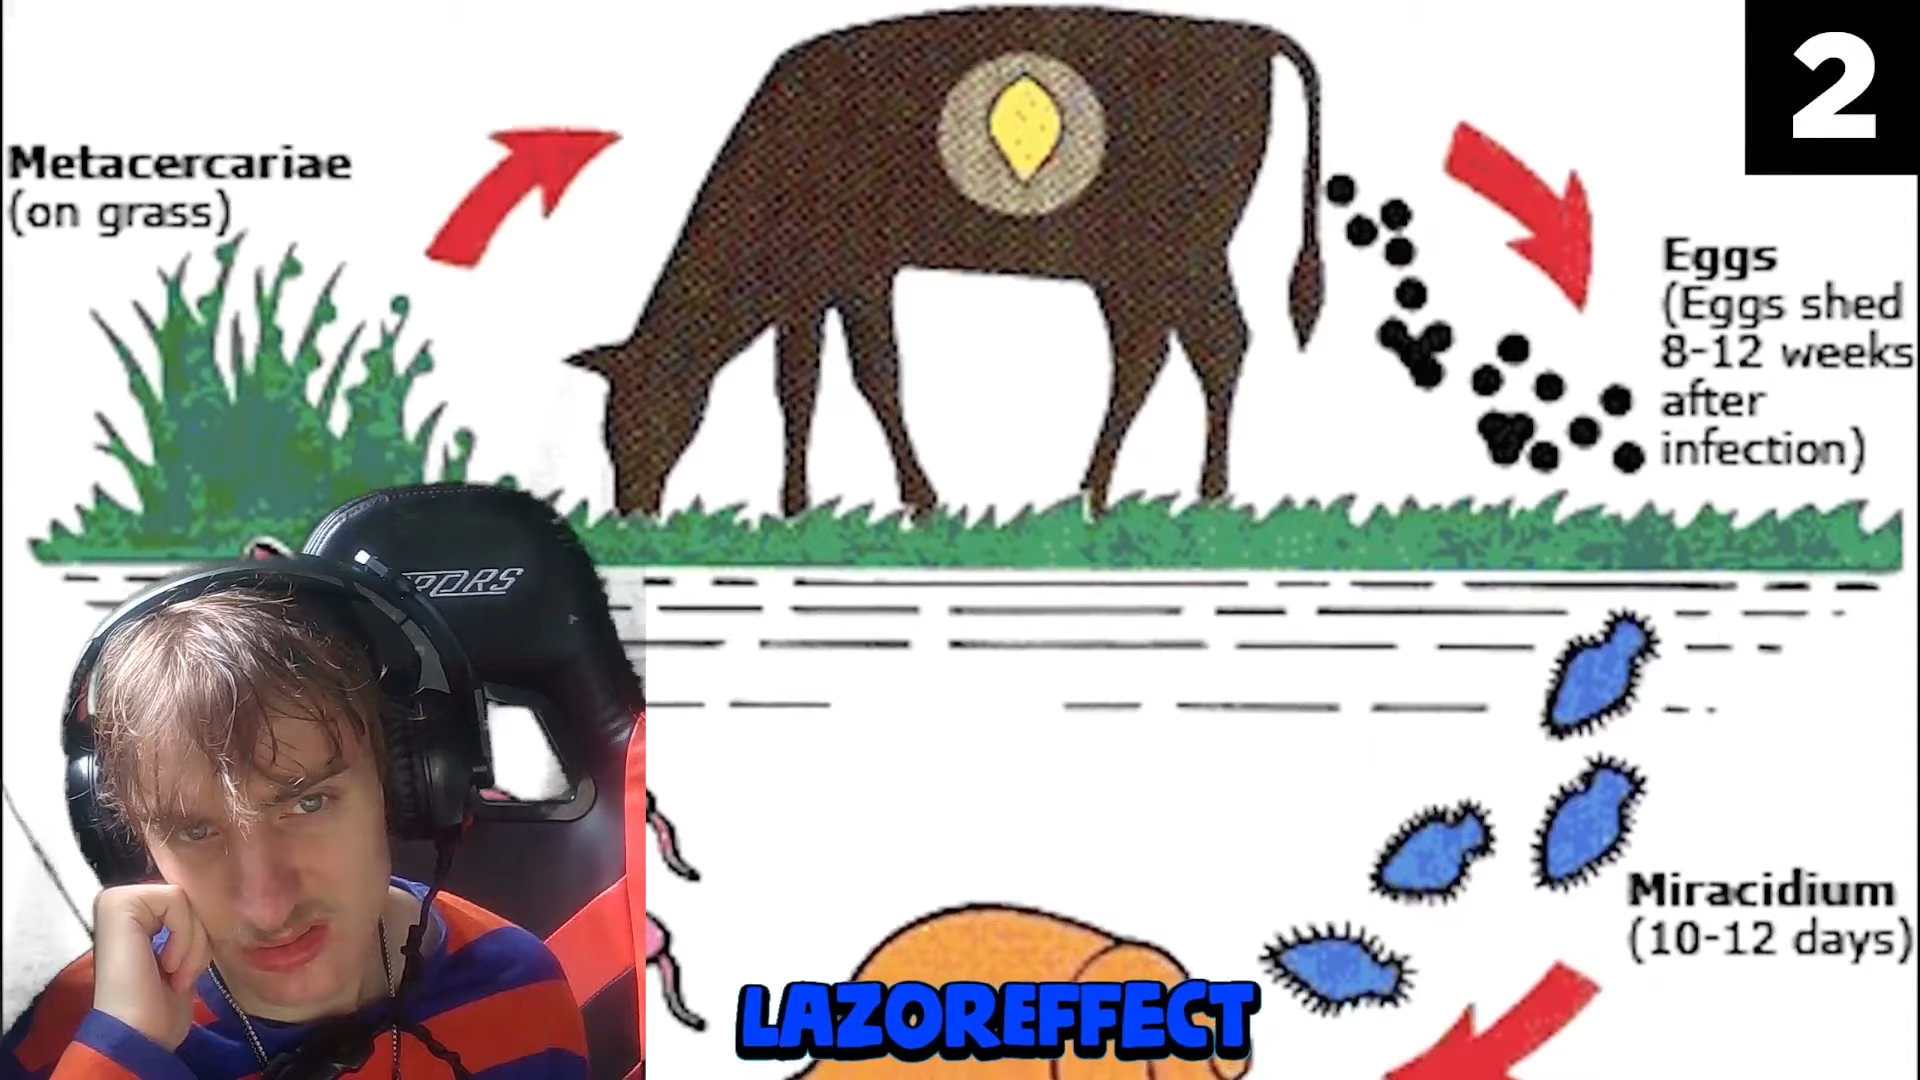 2
Metacercariae
(on grass)
Eggs
(Eggs shed
8-12 weeks
after
infection)
Miracidium
(10-12 days)
LAZOREFFECT